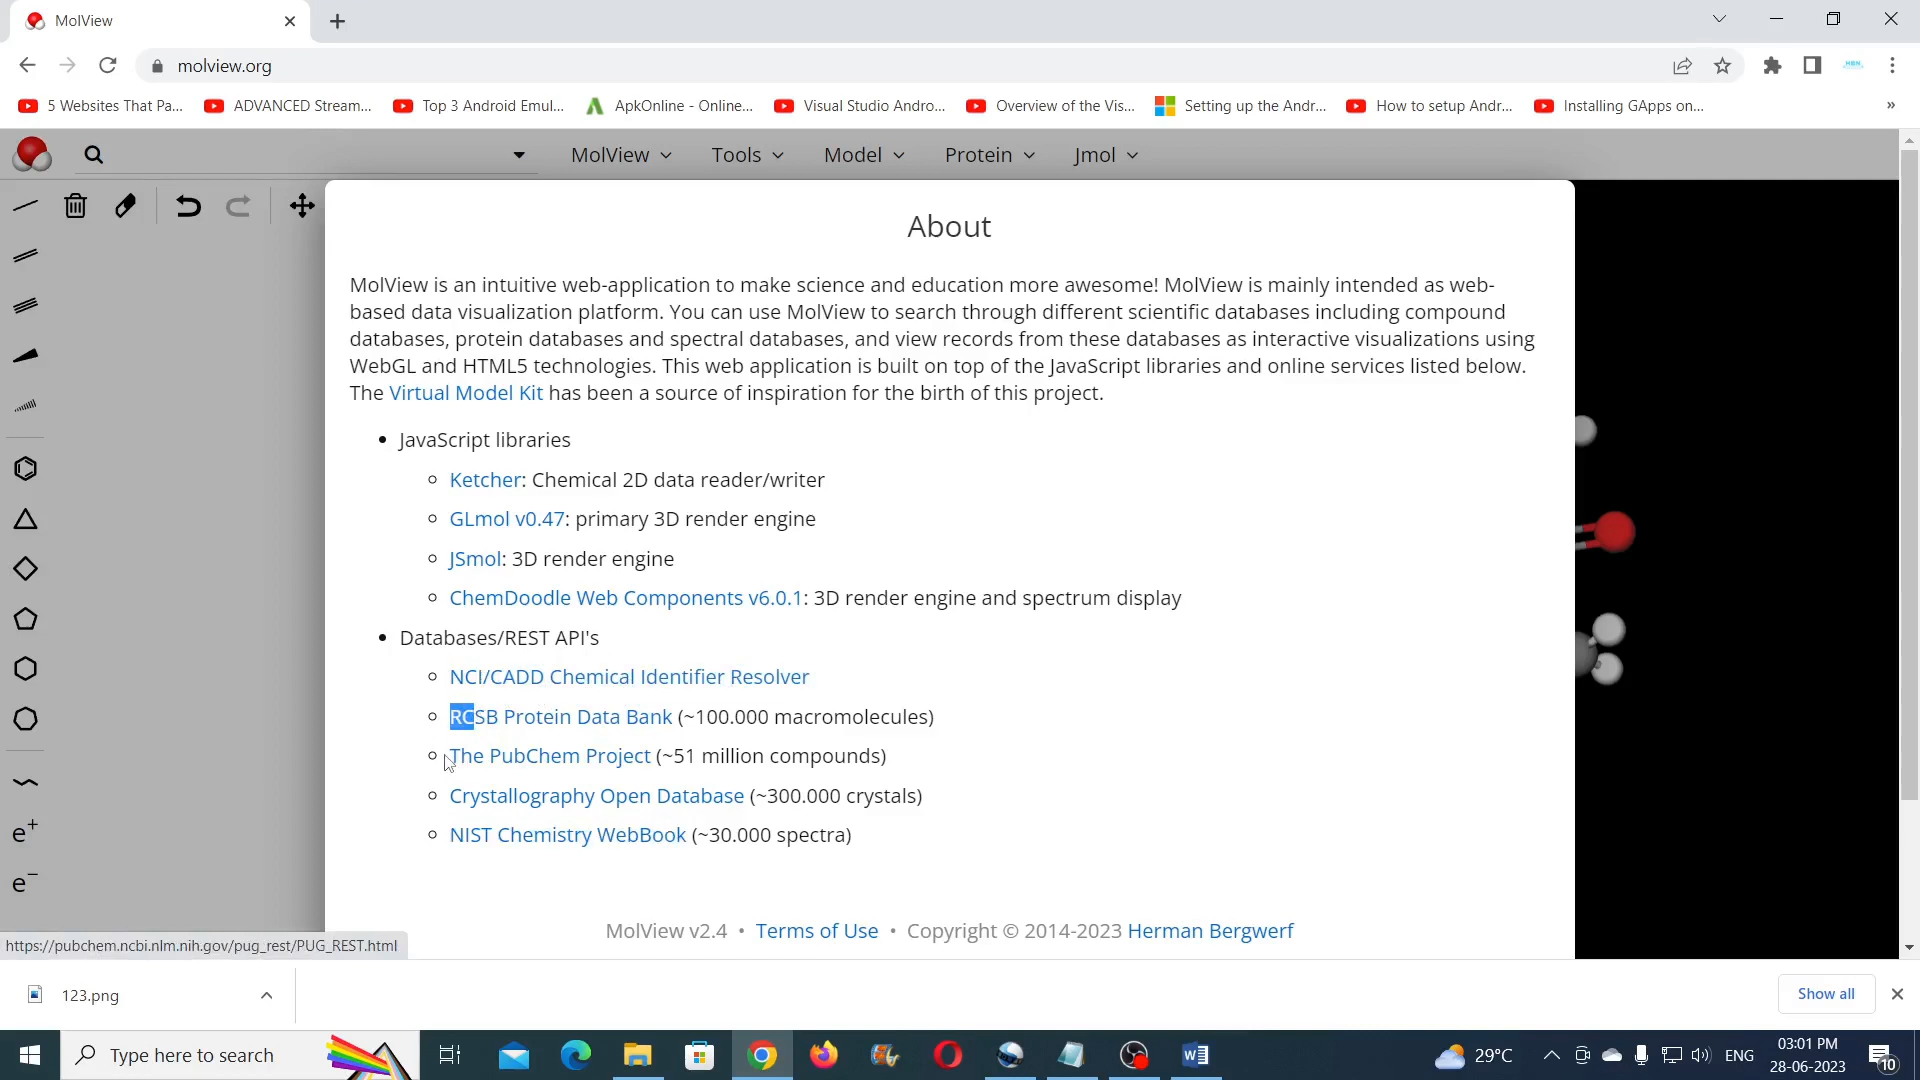 MolView
molview.org
5 Websites That Pa... ADVANCED Stream... Top 3 Android Emul... ApkOnline - Online... Visual Studio Andro... Overview of the Vis... Setting up the Andr... How to setup Andr... Installing GApps on... »
MolView Tools Model Protein Jmol
About
MolView is an intuitive web-application to make science and education more awesome! MolView is mainly intended as web-
based data visualization platform. You can use MolView to search through different scientific databases including compound
databases, protein databases and spectral databases, and view records from these databases as interactive visualizations using
WebGL and HTML5 technologies. This web application is built on top of the JavaScript libraries and online services listed below.
The Virtual Model Kit has been a source of inspiration for the birth of this project.
JavaScript libraries
Ketcher: Chemical 2D data reader/writer
GLmol v0.47: primary 3D render engine
JSmol: 3D render engine
ChemDoodle Web Components v6.0.1: 3D render engine and spectrum display
Databases/REST API's
NCI/CADD Chemical Identifier Resolver
RCSB Protein Data Bank (~100.000 macromolecules)
The PubChem Project (~51 million compounds)
Crystallography Open Database (~300.000 crystals)
NIST Chemistry WebBook (~30.000 spectra)
e+
e−
MolView v2.4 • Terms of Use • Copyright © 2014-2023 Herman Bergwerf
https://pubchem.ncbi.nlm.nih.gov/pug_rest/PUG_REST.html
123.png
Show all
Type here to search
29°C
ENG
03:01 PM
28-06-2023
10